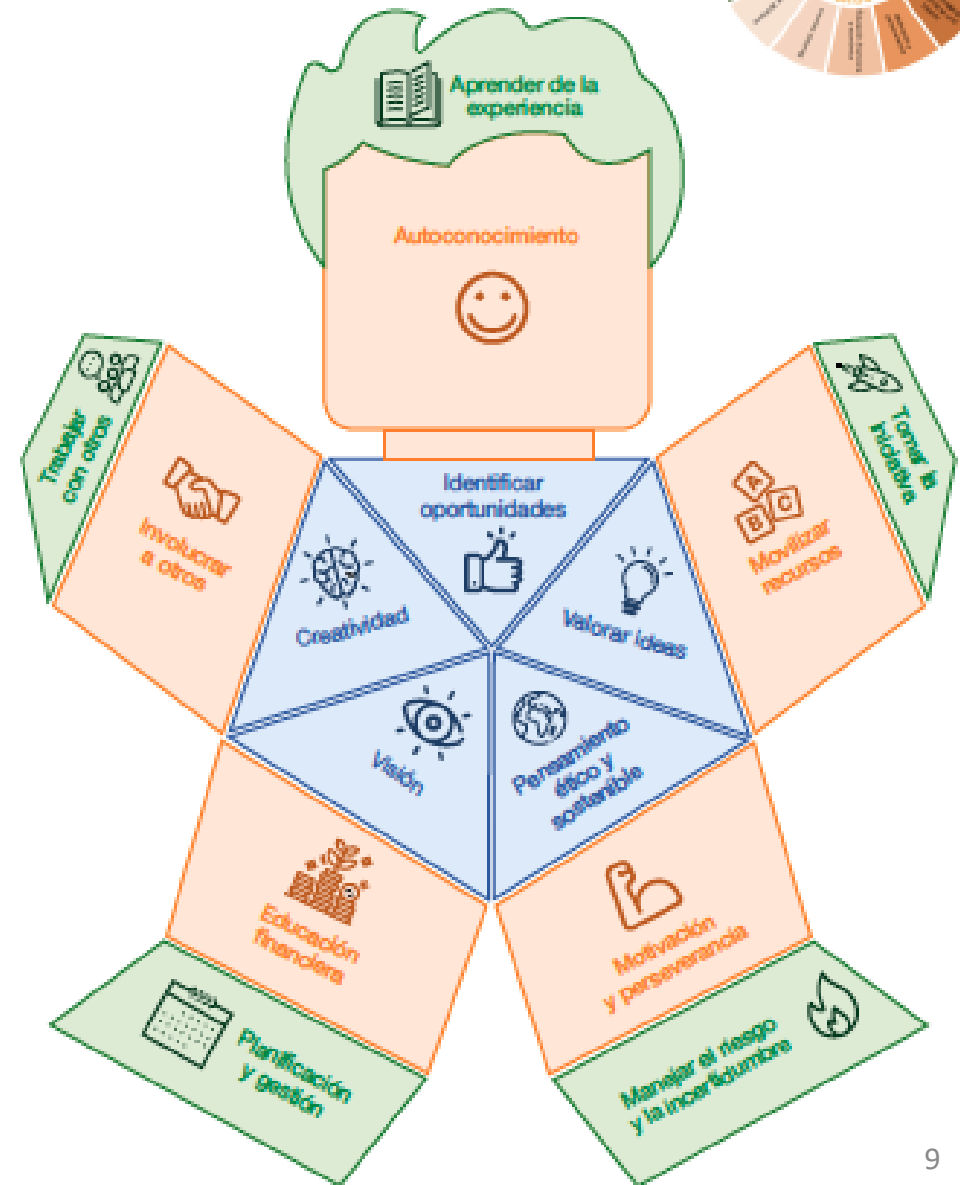 Aprender de la
experiencia
Autoconocimiento
Trabajar
con otros
Involucrar
a otros
Identificar
oportunidades
Creatividad
Valorar ideas
A
B
C
Movilizar
recursos
Tomar la
iniciativa
Visión
Pensamiento
ético y
sostenible
Educación
financiera
Motivación
y perseverancia
Planificación
y gestión
Manejar el riesgo
y la incertidumbre
9